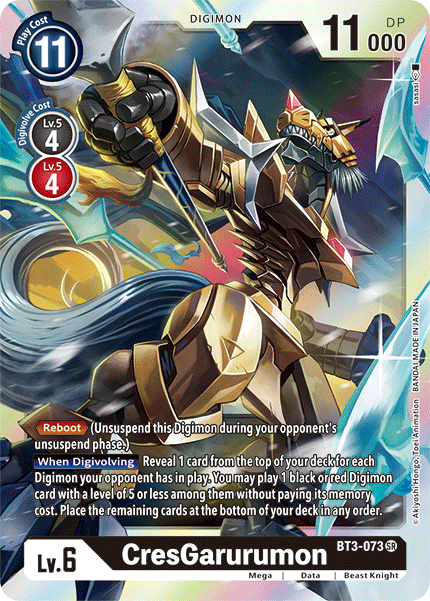 Play Cost
11
DIGIMON
11000
DP
Digivolve Cost
Lv.5
4
Lv.5
4
sasasi
© Akiyoshi Hongo, Toei Animation BANDAI MADE IN JAPAN
Reboot (Unsuspend this Digimon during your opponent's
unsuspend phase.)
When Digivolving Reveal 1 card from the top of your deck for each
Digimon your opponent has in play. You may play 1 black or red Digimon
card with a level of 5 or less among them without paying its memory
cost. Place the remaining cards at the bottom of your deck in any order.
Lv.6
CresGarurumon
BT3-073 SR
Mega | Data | Beast Knight